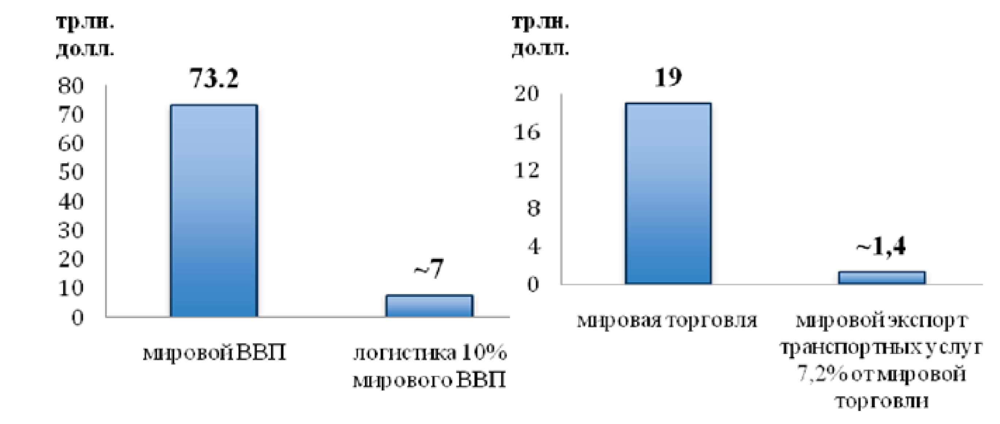 трлн.
долл.
73.2
80
70
60
50
40
30
20
10
0
~7
мировой ВВП
логистика 10%
мирового ВВП
трлн.
долл.
19
20
16
12
8
4
0
~1,4
мировая торговля
мировой экспорт
транспортных услуг
7,2% от мировой
торговли